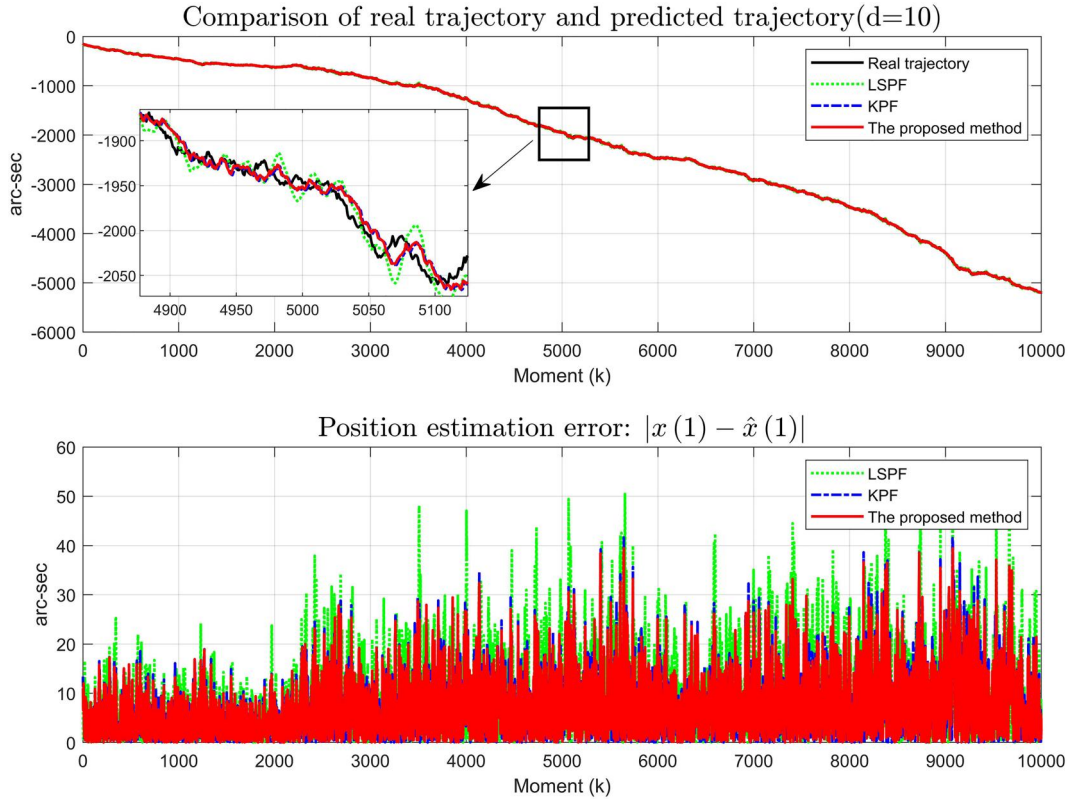 Comparison of real trajectory and predicted trajectory(d=10)
0
-1000
-2000
-3000
-4000
-5000
-6000
arc-sec
Real trajectory
LSPF
KPF
The proposed method
-1900
-1950
-2000
-2050
4900 4950 5000 5050 5100
0 1000 2000 3000 4000 5000 6000 7000 8000 9000 10000
Moment (k)
Position estimation error: |x (1) − x̂ (1)|
60
50
40
30
20
10
0
arc-sec
LSPF
KPF
The proposed method
0 1000 2000 3000 4000 5000 6000 7000 8000 9000 10000
Moment (k)